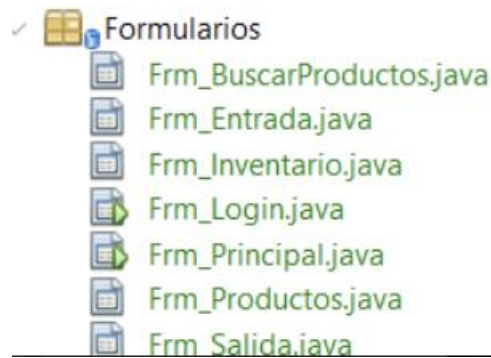 Formularios
Frm_BuscarProductos.java
Frm_Entrada.java
Frm_Inventario.java
Frm_Login.java
Frm_Principal.java
Frm_Productos.java
Frm_Salida.java